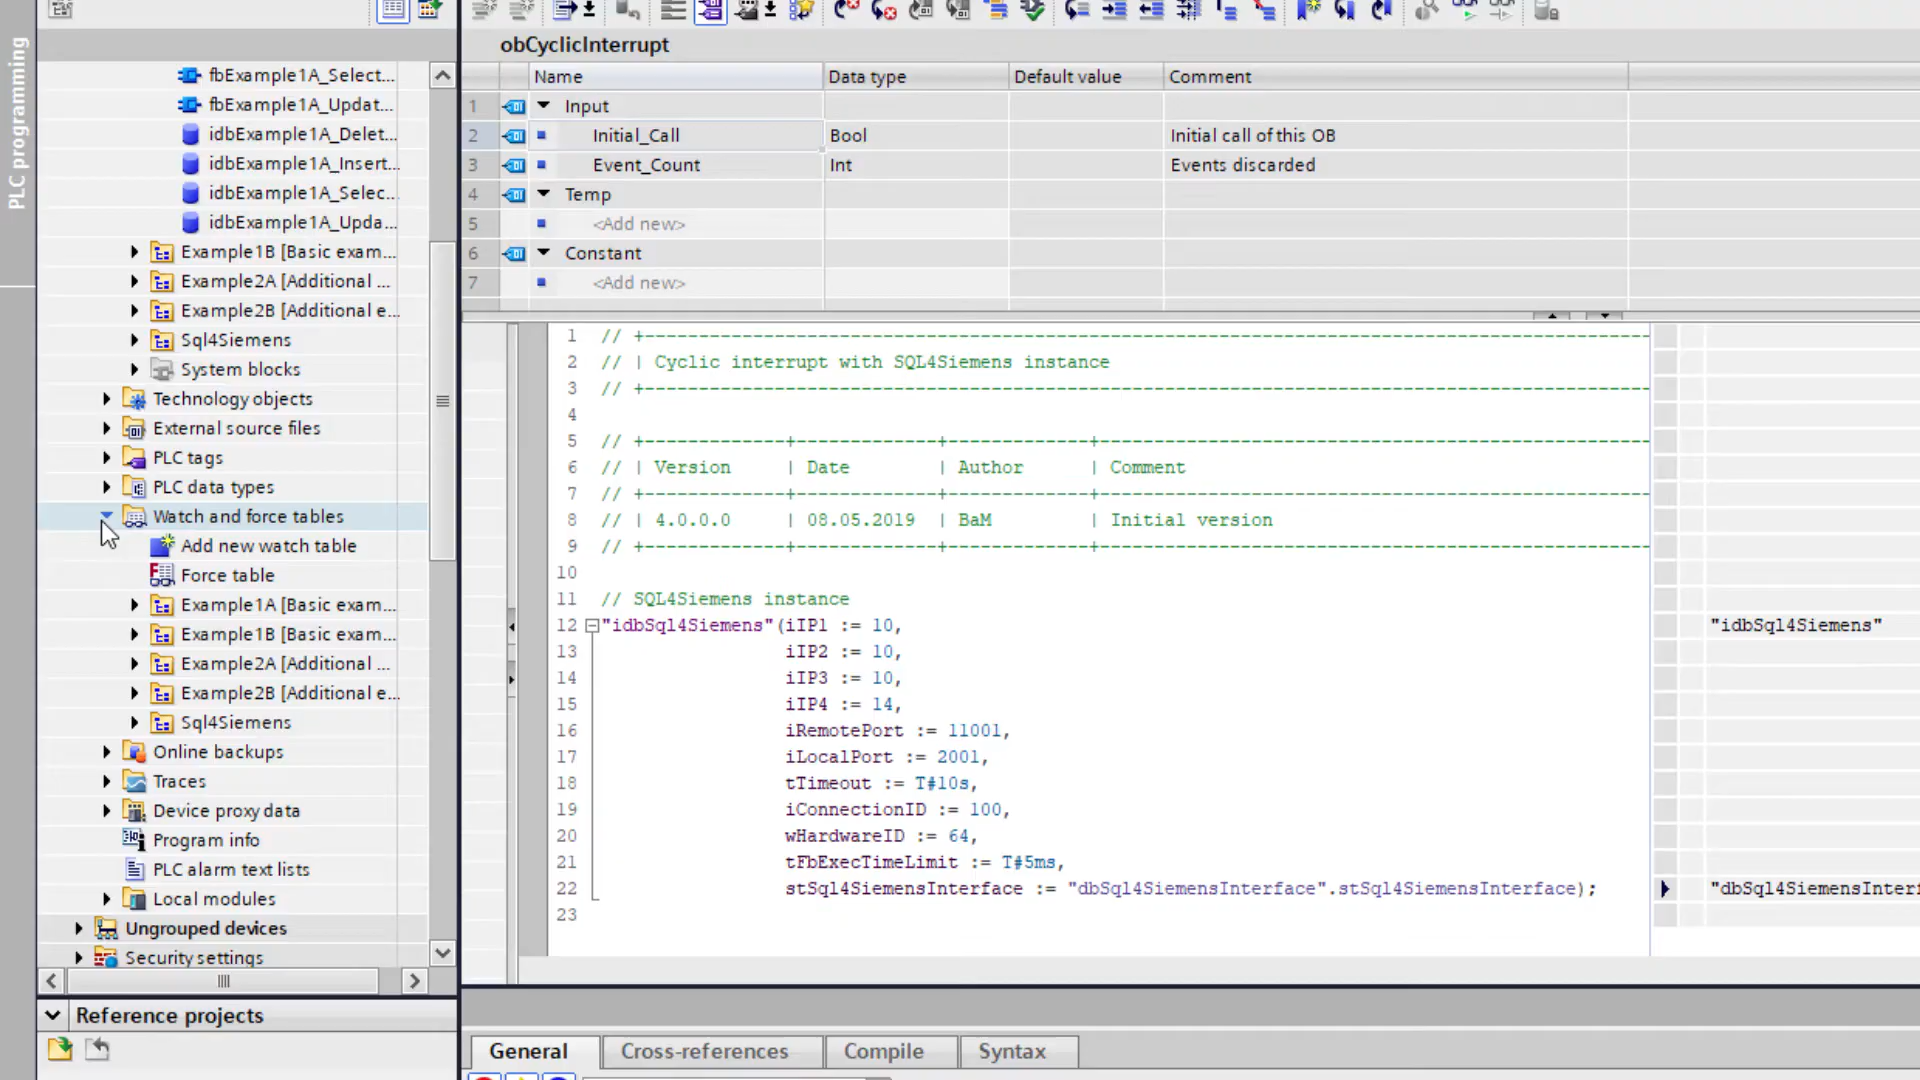 PLC programming
fbExample1A_Select...
fbExample1A_Updat...
idbExample1A_Delet...
idbExample1A_Insert...
idbExample1A_Selec...
idbExample1A_Upda...
Example1B [Basic exam...
Example2A [Additional ...
Example2B [Additional e...
Sql4Siemens
System blocks
Technology objects
External source files
PLC tags
PLC data types
Watch and force tables
Add new watch table
Force table
Example1A [Basic exam...
Example1B [Basic exam...
Example2A [Additional ...
Example2B [Additional e...
Sql4Siemens
Online backups
Traces
Device proxy data
Program info
PLC alarm text lists
Local modules
Ungrouped devices
Security settings
Reference projects
obCyclicInterrupt
Name Data type Default value Comment
1 Input
2 Initial_Call Bool Initial call of this OB
3 Event_Count Int Events discarded
4 Temp
5 <Add new>
6 Constant
7 <Add new>
1 // +----------------------------------------------------------------------
2 // | Cyclic interrupt with SQL4Siemens instance
3 // +----------------------------------------------------------------------
4
5 // +-------------+-------------+-------------+-----------------------------
6 // | Version | Date | Author | Comment
7 // +-------------+-------------+-------------+-----------------------------
8 // | 4.0.0.0 | 08.05.2019 | BaM | Initial version
9 // +-------------+-------------+-------------+-----------------------------
10
11 // SQL4Siemens instance
12 "idbSql4Siemens"(iIP1 := 10, "idbSql4Siemens"
13 iIP2 := 10,
14 iIP3 := 10,
15 iIP4 := 14,
16 iRemotePort := 11001,
17 iLocalPort := 2001,
18 tTimeout := T#10s,
19 iConnectionID := 100,
20 wHardwareID := 64,
21 tFbExecTimeLimit := T#5ms,
22 stSql4SiemensInterface := "dbSql4SiemensInterface".stSql4SiemensInterface); "dbSql4SiemensInterf
23
General Cross-references Compile Syntax